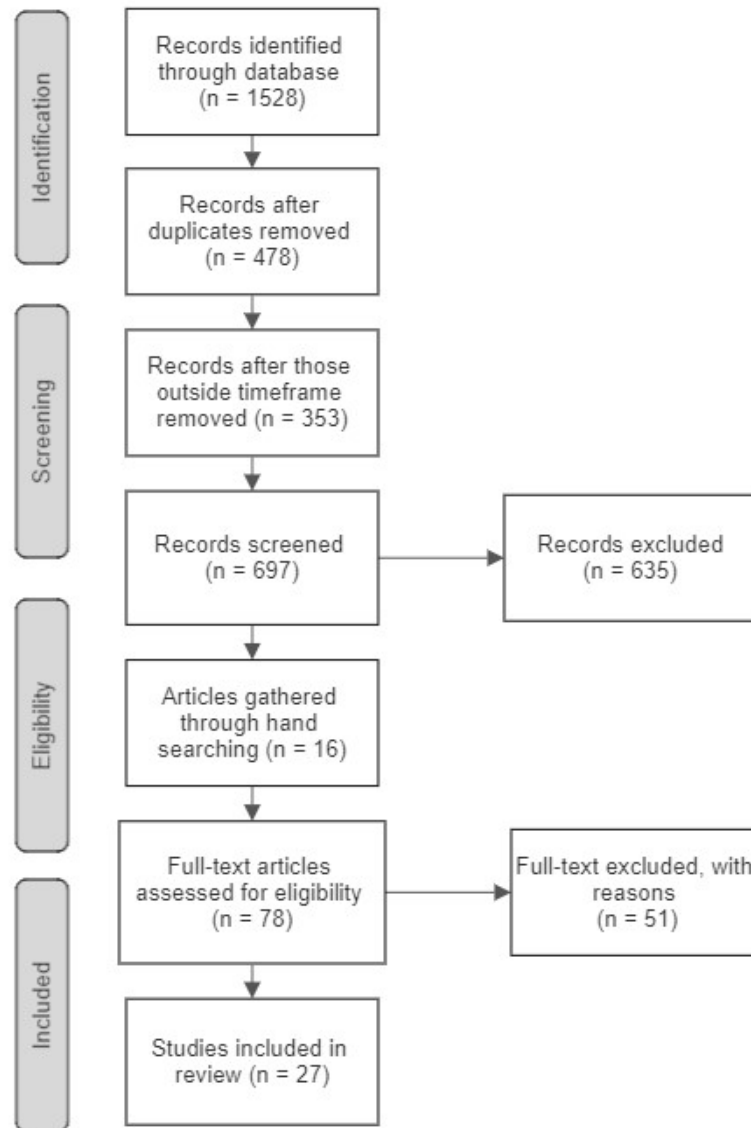 Identification
Records identified
through database
(n = 1528)
Records after
duplicates removed
(n = 478)
Screening
Records after those
outside timeframe
removed (n = 353)
Records screened
(n = 697)
Records excluded
(n = 635)
Eligibility
Articles gathered
through hand
searching (n = 16)
Full-text articles
assessed for eligibility
(n = 78)
Full-text excluded, with
reasons
(n = 51)
Included
Studies included in
review (n = 27)